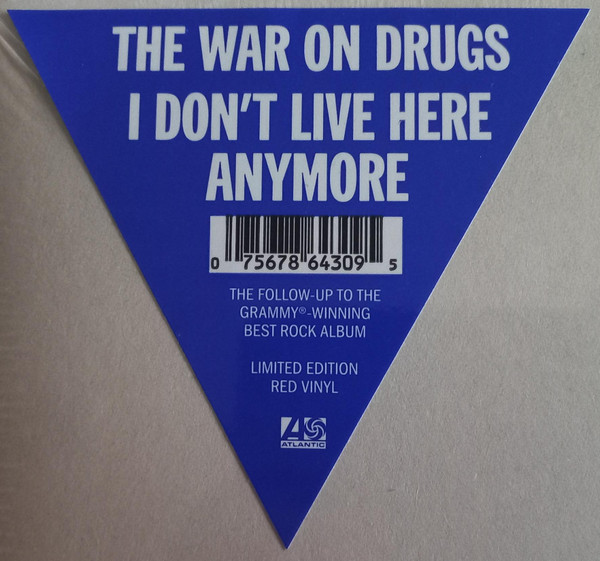 THE WAR ON DRUGS
I DON'T LIVE HERE
ANYMORE
0 75678 64309 5
THE FOLLOW-UP TO THE
GRAMMY®-WINNING
BEST ROCK ALBUM
LIMITED EDITION
RED VINYL
ATLANTIC